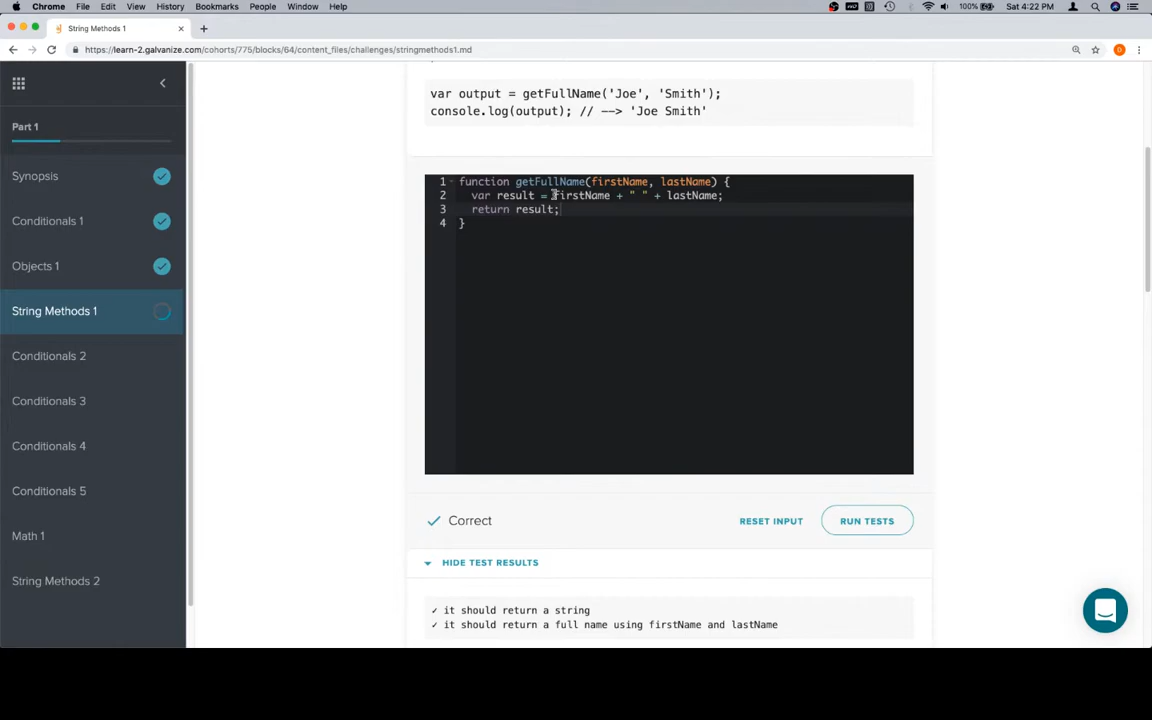 Chrome File Edit View History Bookmarks People Window Help
100% Sat 4:22 PM
String Methods 1
https://learn-2.galvanize.com/cohorts/775/blocks/64/content_files/challenges/stringmethods1.md
D
Part 1
Synopsis
Conditionals 1
Objects 1
String Methods 1
Conditionals 2
Conditionals 3
Conditionals 4
Conditionals 5
Math 1
String Methods 2
var output = getFullName('Joe', 'Smith');
console.log(output); // --> 'Joe Smith'
1 function getFullName(firstName, lastName) {
2 var result = firstName + " " + lastName;
3 return result;
4 }
Correct
RESET INPUT
RUN TESTS
HIDE TEST RESULTS
✓ it should return a string
✓ it should return a full name using firstName and lastName